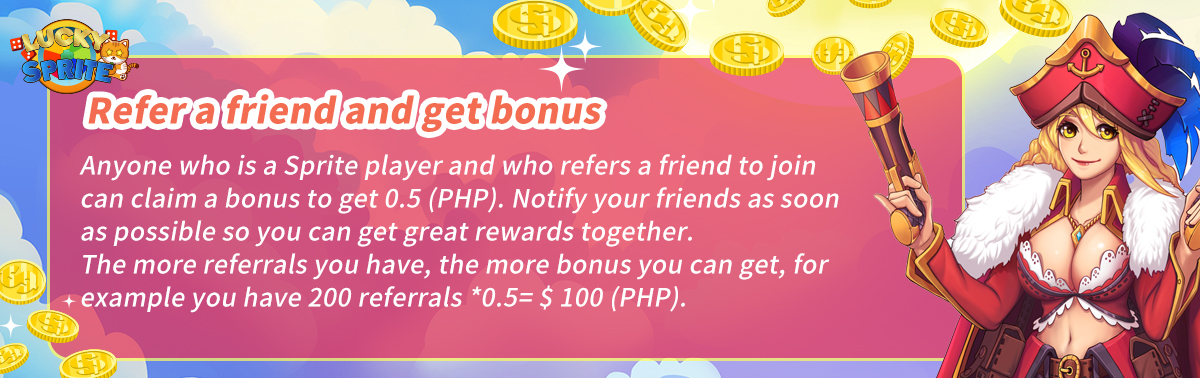 LUCKY
SPRITE
Refer a friend and get bonus
Anyone who is a Sprite player and who refers a friend to join
can claim a bonus to get 0.5 (PHP). Notify your friends as soon
as possible so you can get great rewards together.
The more referrals you have, the more bonus you can get, for
example you have 200 referrals *0.5= $ 100 (PHP).